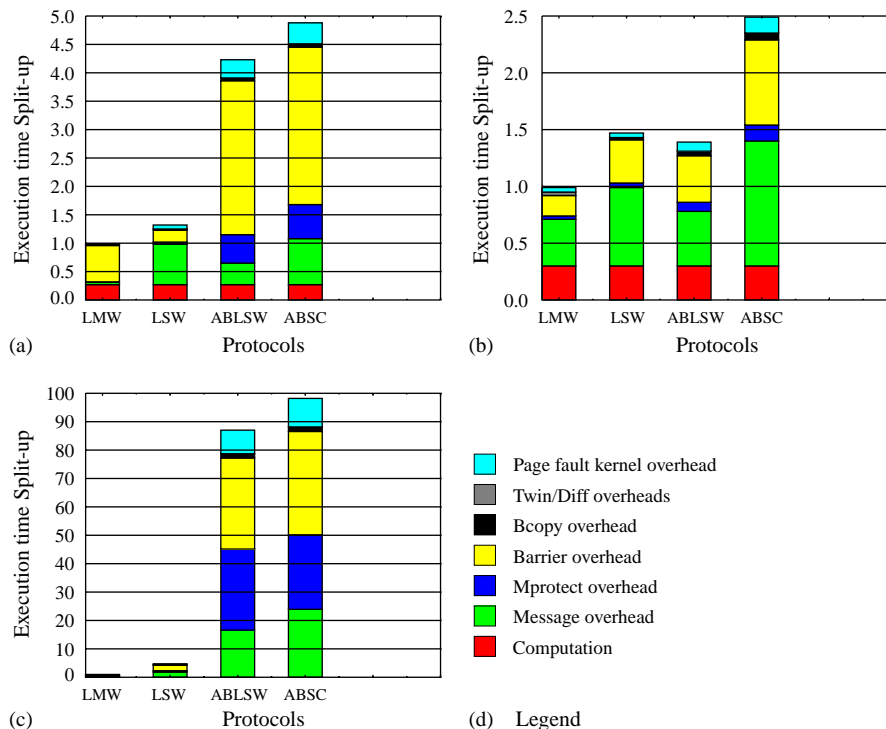 Execution time Split-up
5.0
4.5
4.0
3.5
3.0
2.5
2.0
1.5
1.0
0.5
0.0
LMW LSW ABLSW ABSC
(a) Protocols
Execution time Split-up
2.5
2.0
1.5
1.0
0.5
0.0
LMW LSW ABLSW ABSC
(b) Protocols
Execution time Split-up
100
90
80
70
60
50
40
30
20
10
0
LMW LSW ABLSW ABSC
(c) Protocols
Page fault kernel overhead
Twin/Diff overheads
Bcopy overhead
Barrier overhead
Mprotect overhead
Message overhead
Computation
(d) Legend